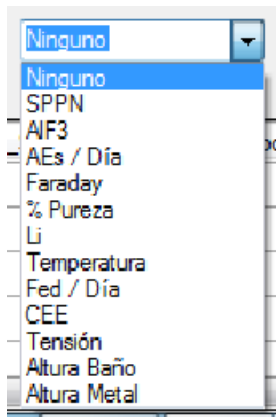 Ninguno
Ninguno
SPPN
AlF3
AEs / Día
Faraday
% Pureza
Li
Temperatura
Fed / Día
CEE
Tensión
Altura Baño
Altura Metal